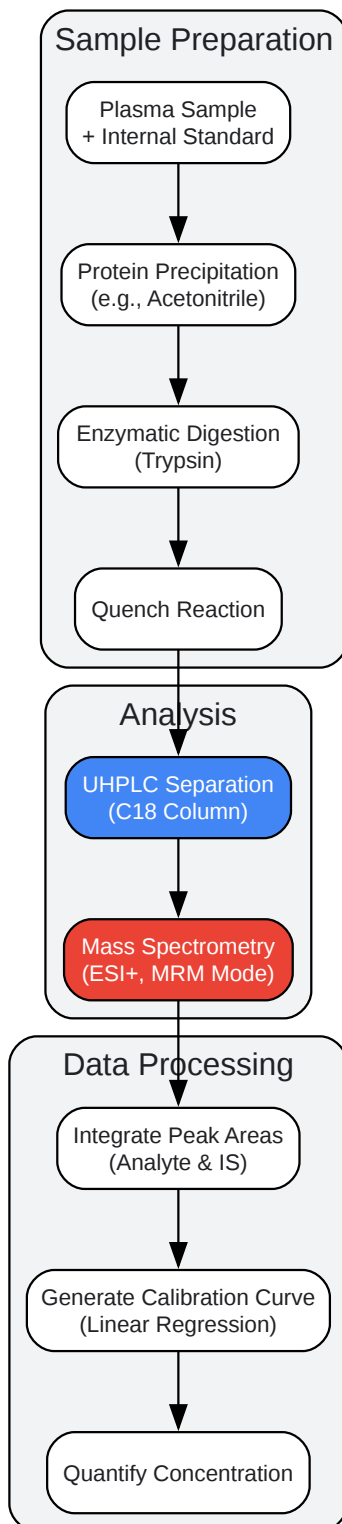 Sample Preparation
Plasma Sample
+ Internal Standard
Protein Precipitation
(e.g., Acetonitrile)
Enzymatic Digestion
(Trypsin)
Quench Reaction
Analysis
UHPLC Separation
(C18 Column)
Mass Spectrometry
(ESI+, MRM Mode)
Data Processing
Integrate Peak Areas
(Analyte & IS)
Generate Calibration Curve
(Linear Regression)
Quantify Concentration